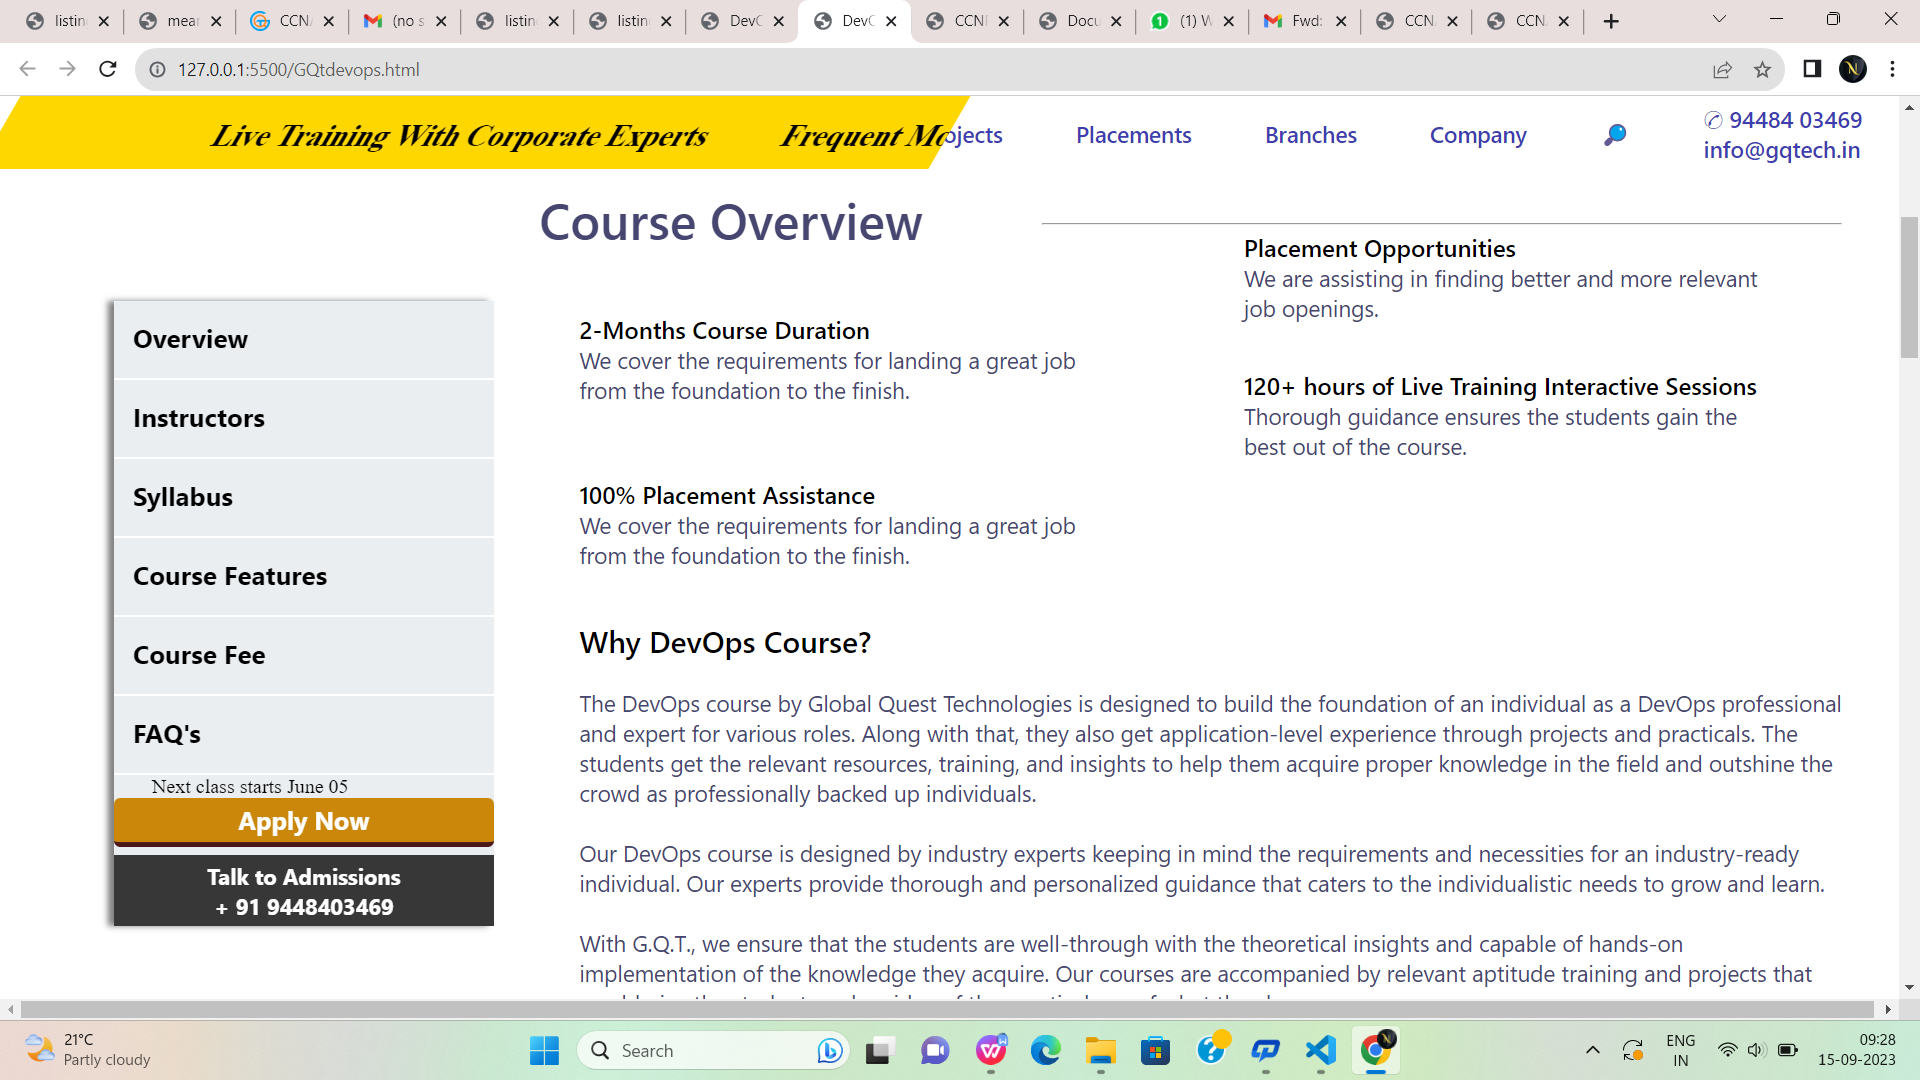 listing
mean
CCNA
(no s
listing
listing
DevO
DevO
CCNP
Docu
(1) W
Fwd:
CCNA
CCNA
127.0.0.1:5500/GQtdevops.html
Live Training With Corporate Experts
Frequent Mo
ojects
Placements
Branches
Company
✆ 94484 03469
info@gqtech.in
Course Overview
Overview
Instructors
Syllabus
Course Features
Course Fee
FAQ's
Next class starts June 05
Apply Now
Talk to Admissions
+ 91 9448403469
2-Months Course Duration
We cover the requirements for landing a great job
from the foundation to the finish.
100% Placement Assistance
We cover the requirements for landing a great job
from the foundation to the finish.
Placement Opportunities
We are assisting in finding better and more relevant
job openings.
120+ hours of Live Training Interactive Sessions
Thorough guidance ensures the students gain the
best out of the course.
Why DevOps Course?
The DevOps course by Global Quest Technologies is designed to build the foundation of an individual as a DevOps professional
and expert for various roles. Along with that, they also get application-level experience through projects and practicals. The
students get the relevant resources, training, and insights to help them acquire proper knowledge in the field and outshine the
crowd as professionally backed up individuals.
Our DevOps course is designed by industry experts keeping in mind the requirements and necessities for an industry-ready
individual. Our experts provide thorough and personalized guidance that caters to the individualistic needs to grow and learn.
With G.Q.T., we ensure that the students are well-through with the theoretical insights and capable of hands-on
implementation of the knowledge they acquire. Our courses are accompanied by relevant aptitude training and projects that
21°C
Partly cloudy
Search
ENG
IN
09:28
15-09-2023